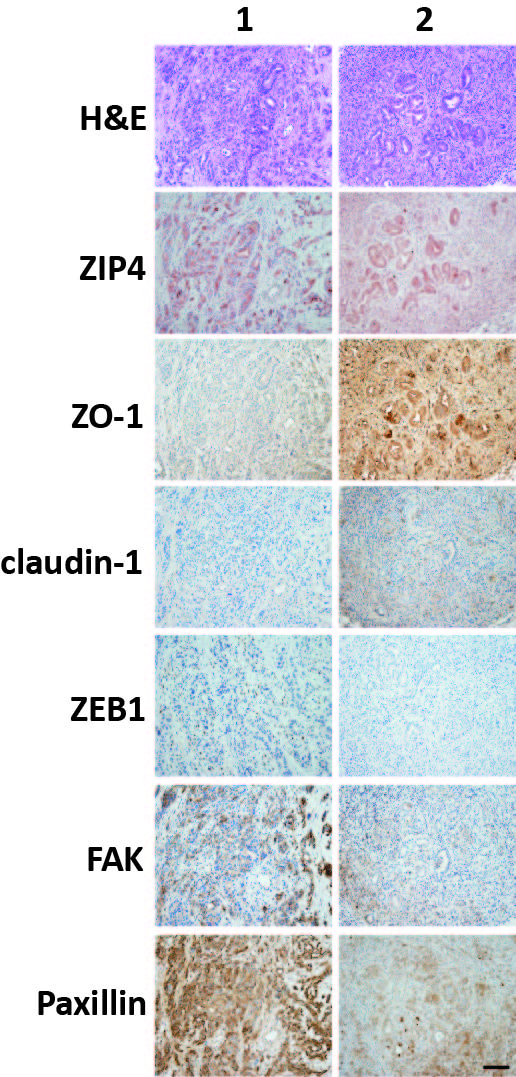 1 2
H&E
ZIP4
ZO-1
claudin-1
ZEB1
FAK
Paxillin